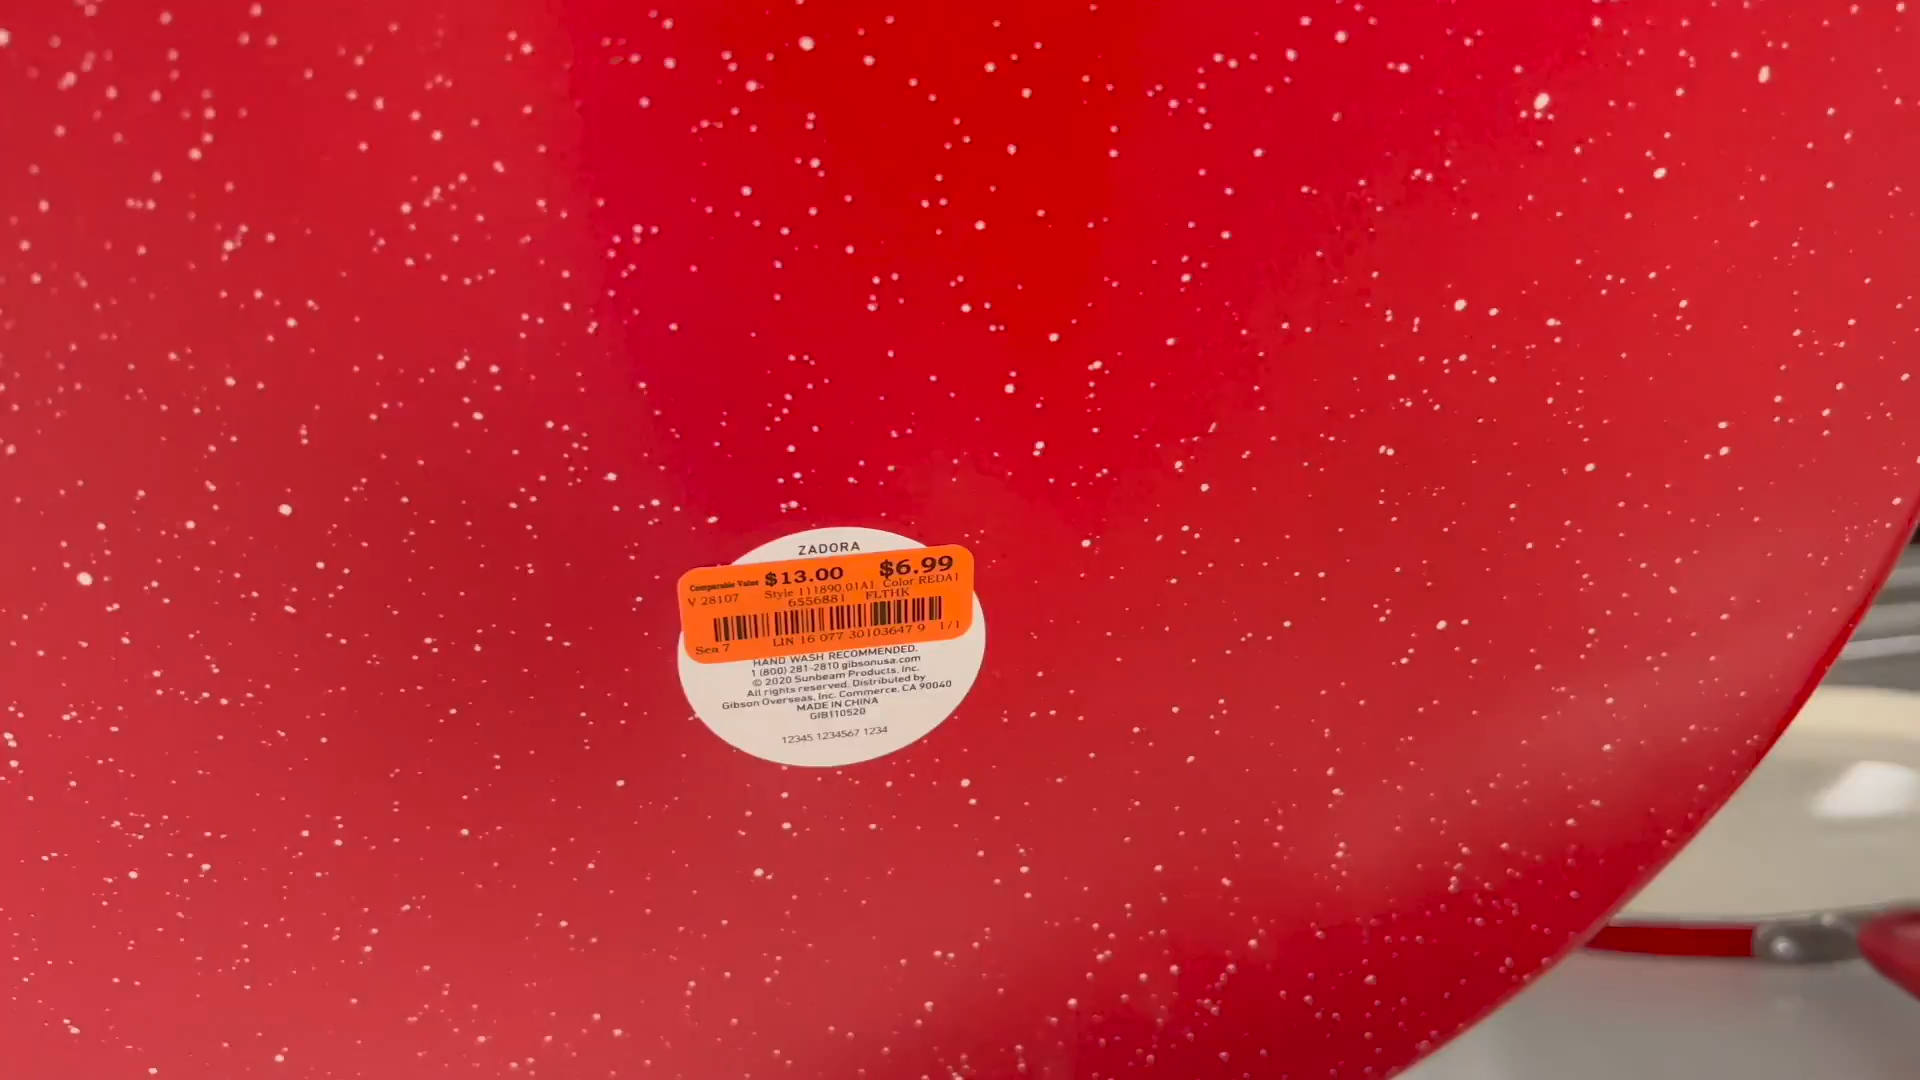 ZADORA
Comparable Value $13.00 $6.99
V 28107 Style 111890.01A1 Color REDA1
6556881 FLTHK
LIN 16 077 30103647 9 1/1
Sea 7
HAND WASH RECOMMENDED.
1 (800) 281-2810 gibsonusa.com
© 2020 Sunbeam Products, Inc.
All rights reserved. Distributed by
Gibson Overseas, Inc. Commerce, CA 90040
MADE IN CHINA
GIB110520
12345 1234567 1234